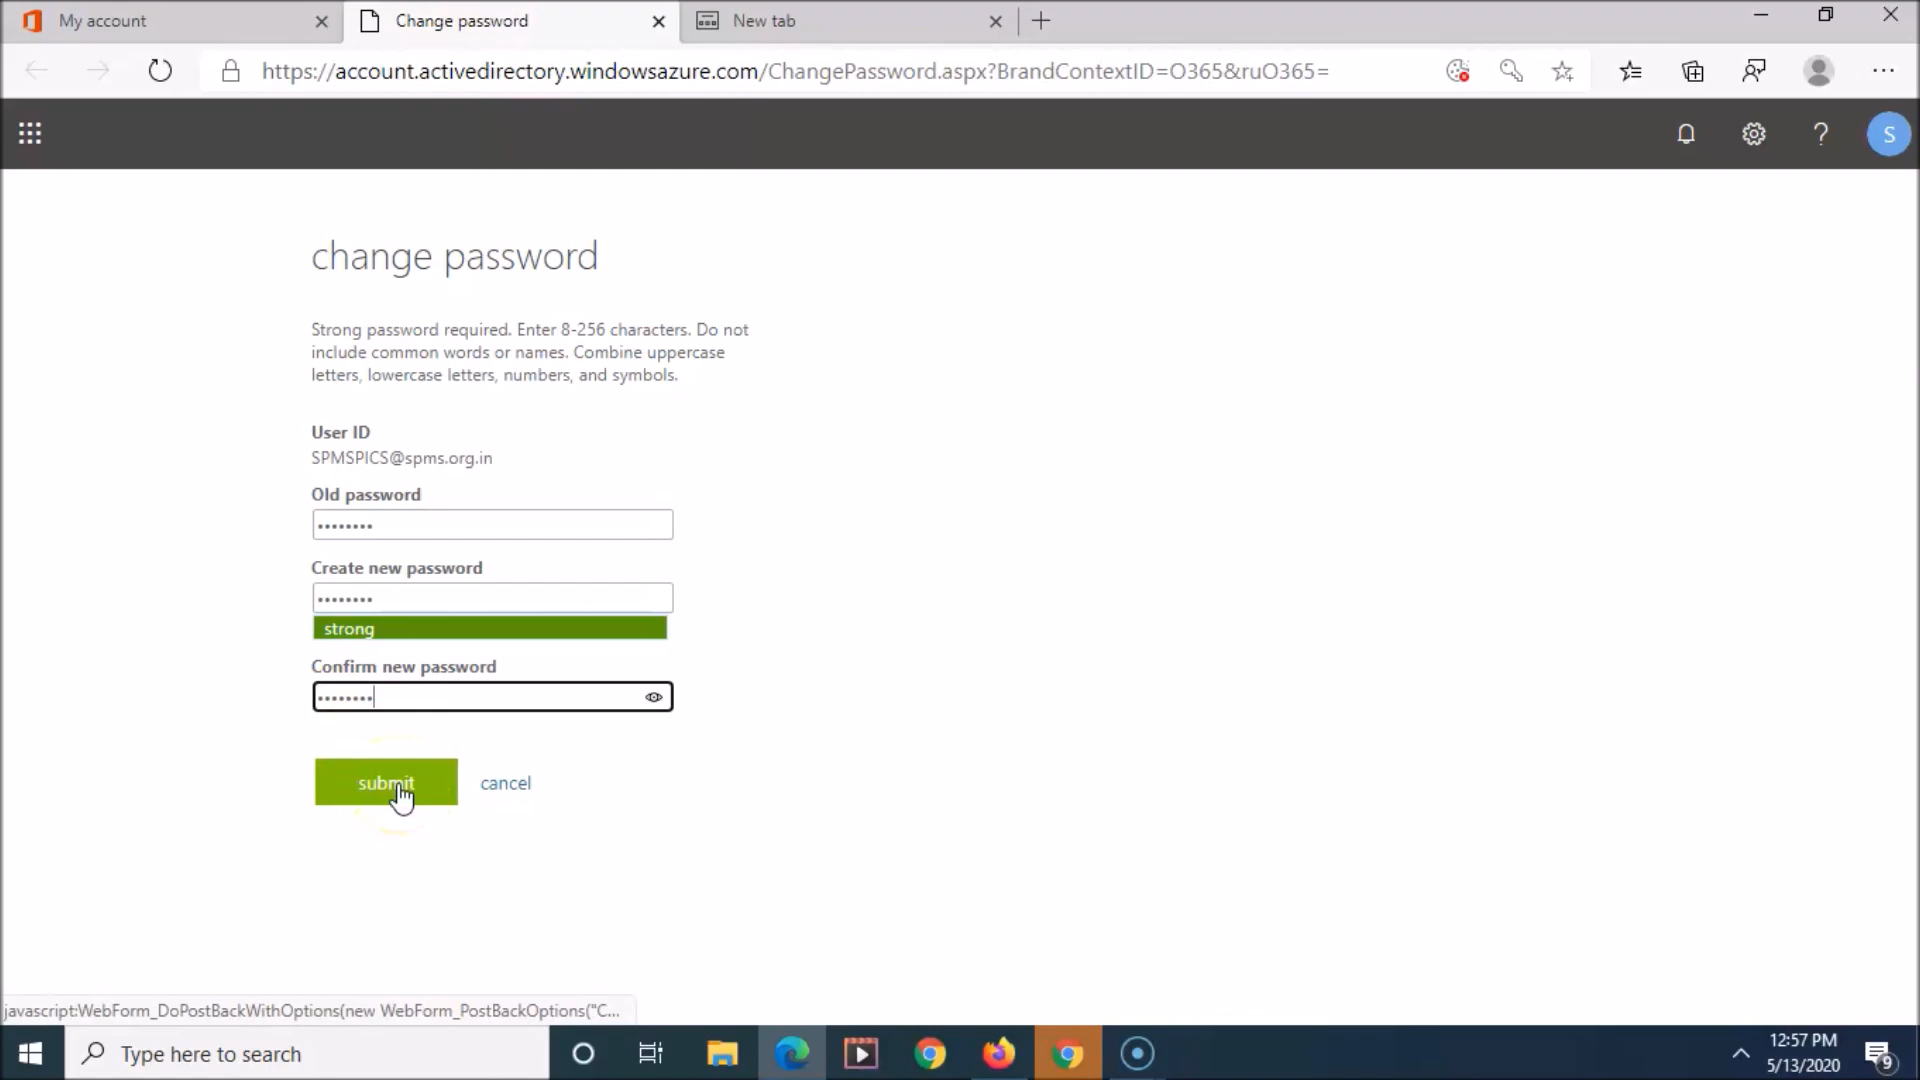 My account
Change password
New tab
https://account.activedirectory.windowsazure.com/ChangePassword.aspx?BrandContextID=O365&ruO365=
S
change password
Strong password required. Enter 8-256 characters. Do not
include common words or names. Combine uppercase
letters, lowercase letters, numbers, and symbols.
User ID
SPMSPICS@spms.org.in
Old password
Create new password
strong
Confirm new password
submit
cancel
javascript:WebForm_DoPostBackWithOptions(new WebForm_PostBackOptions("C...
Type here to search
12:57 PM
5/13/2020
9